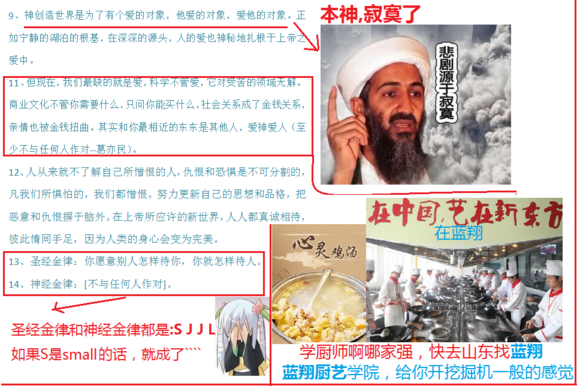 9、神创造世界是为了有个爱的对象，他爱的对象，爱他的对象。正
如宁静的湖泊的根基，在深深的源头，人的爱也神秘地扎根于上帝之
爱中。
11、但现在，我们最缺的就是爱，科学不管爱，它对受苦的领域无解。
商业文化不管你需要什么，只问你能买什么，社会关系成了金钱关系，
亲情也被金钱扭曲。其实和你最相近的东东是其他人，爱神爱人（至
少不与任何人作对--葛亦民）。
12、人从来就不了解自己所憎恨的人，仇恨和恐惧是不可分割的，
凡我们所惧怕的，我们都憎恨。努力更新自己的思想和品格，把
恶意和仇恨摒于脑外。在上帝所应许的新世界，人人都真诚相待，
彼此情同手足，因为人类的身心会变为完美。
13、圣经金律：你愿意别人怎样待你，你就怎样待人。
14、神经金律：[不与任何人作对]。
圣经金律和神经金律都是:S J J L
如果S是small的话，就成了````
本神,寂寞了
悲剧源于寂寞
心灵鸡汤
在中国,艺在新东方
在蓝翔
学厨师啊哪家强，快去山东找蓝翔
蓝翔厨艺学院，给你开挖掘机一般的感觉